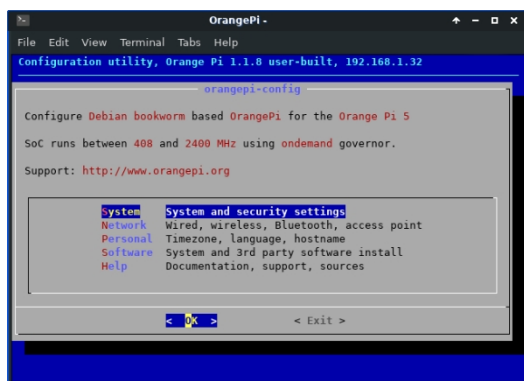 OrangePi -
File Edit View Terminal Tabs Help
Configuration utility, Orange Pi 1.1.8 user-built, 192.168.1.32
orangepi-config
Configure Debian bookworm based OrangePi for the Orange Pi 5
SoC runs between 408 and 2400 MHz using ondemand governor.
Support: http://www.orangepi.org
System System and security settings
Network Wired, wireless, Bluetooth, access point
Personal Timezone, language, hostname
Software System and 3rd party software install
Help Documentation, support, sources
< OK > < Exit >